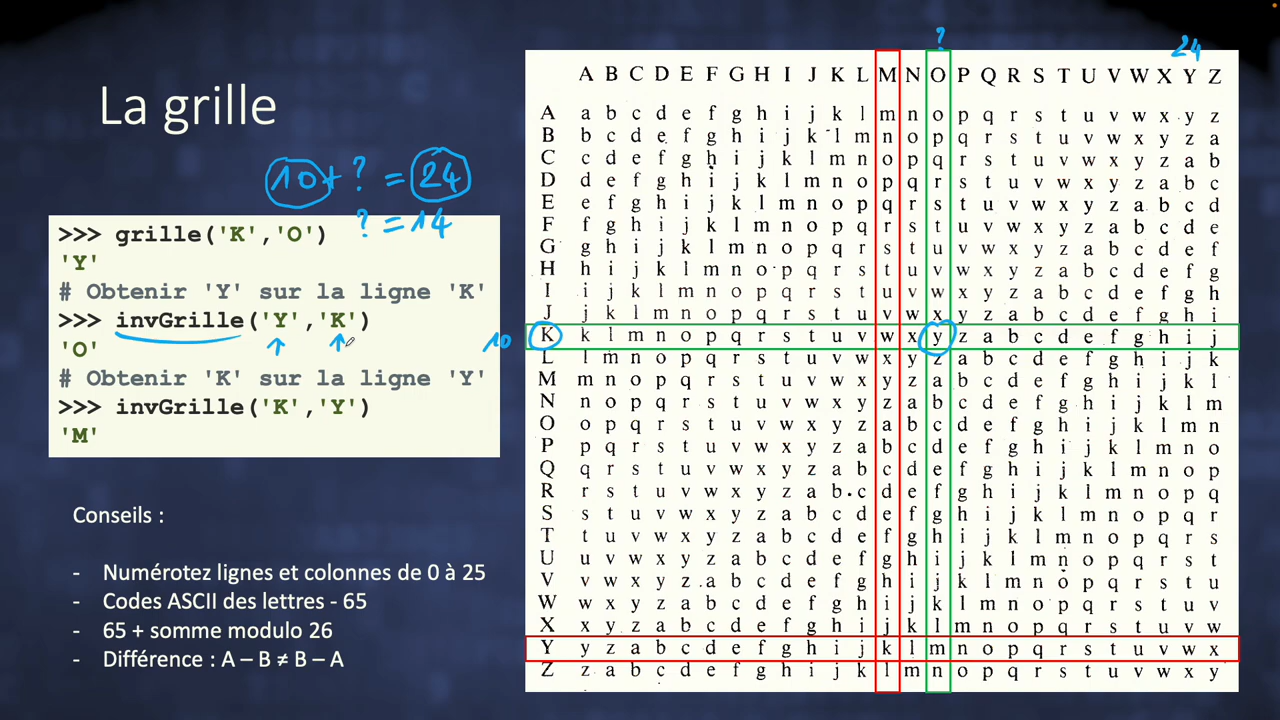 La grille
10 + ? = 24
? = 14
>>> grille('K','O')
'Y'
# Obtenir 'Y' sur la ligne 'K'
>>> invGrille('Y','K')
'O'
# Obtenir 'K' sur la ligne 'Y'
>>> invGrille('K','Y')
'M'
Conseils :
- Numérotez lignes et colonnes de 0 à 25
- Codes ASCII des lettres - 65
- 65 + somme modulo 26
- Différence : A – B ≠ B – A
? 24
A B C D E F G H I J K L M N O P Q R S T U V W X Y Z
A a b c d e f g h i j k l m n o p q r s t u v w x y z
B b c d e f g h i j k l m n o p q r s t u v w x y z a
C c d e f g h i j k l m n o p q r s t u v w x y z a b
D d e f g h i j k l m n o p q r s t u v w x y z a b c
E e f g h i j k l m n o p q r s t u v w x y z a b c d
F f g h i j k l m n o p q r s t u v w x y z a b c d e
G g h i j k l m n o p q r s t u v w x y z a b c d e f
H h i j k l m n o p q r s t u v w x y z a b c d e f g
I i j k l m n o p q r s t u v w x y z a b c d e f g h
J j k l m n o p q r s t u v w x y z a b c d e f g h i
10 K k l m n o p q r s t u v w x y z a b c d e f g h i j
L l m n o p q r s t u v w x y z a b c d e f g h i j k
M m n o p q r s t u v w x y z a b c d e f g h i j k l
N n o p q r s t u v w x y z a b c d e f g h i j k l m
O o p q r s t u v w x y z a b c d e f g h i j k l m n
P p q r s t u v w x y z a b c d e f g h i j k l m n o
Q q r s t u v w x y z a b c d e f g h i j k l m n o p
R r s t u v w x y z a b c d e f g h i j k l m n o p q
S s t u v w x y z a b c d e f g h i j k l m n o p q r
T t u v w x y z a b c d e f g h i j k l m n o p q r s
U u v w x y z a b c d e f g h i j k l m n o p q r s t
V v w x y z a b c d e f g h i j k l m n o p q r s t u
W w x y z a b c d e f g h i j k l m n o p q r s t u v
X x y z a b c d e f g h i j k l m n o p q r s t u v w
Y y z a b c d e f g h i j k l m n o p q r s t u v w x
Z z a b c d e f g h i j k l m n o p q r s t u v w x y